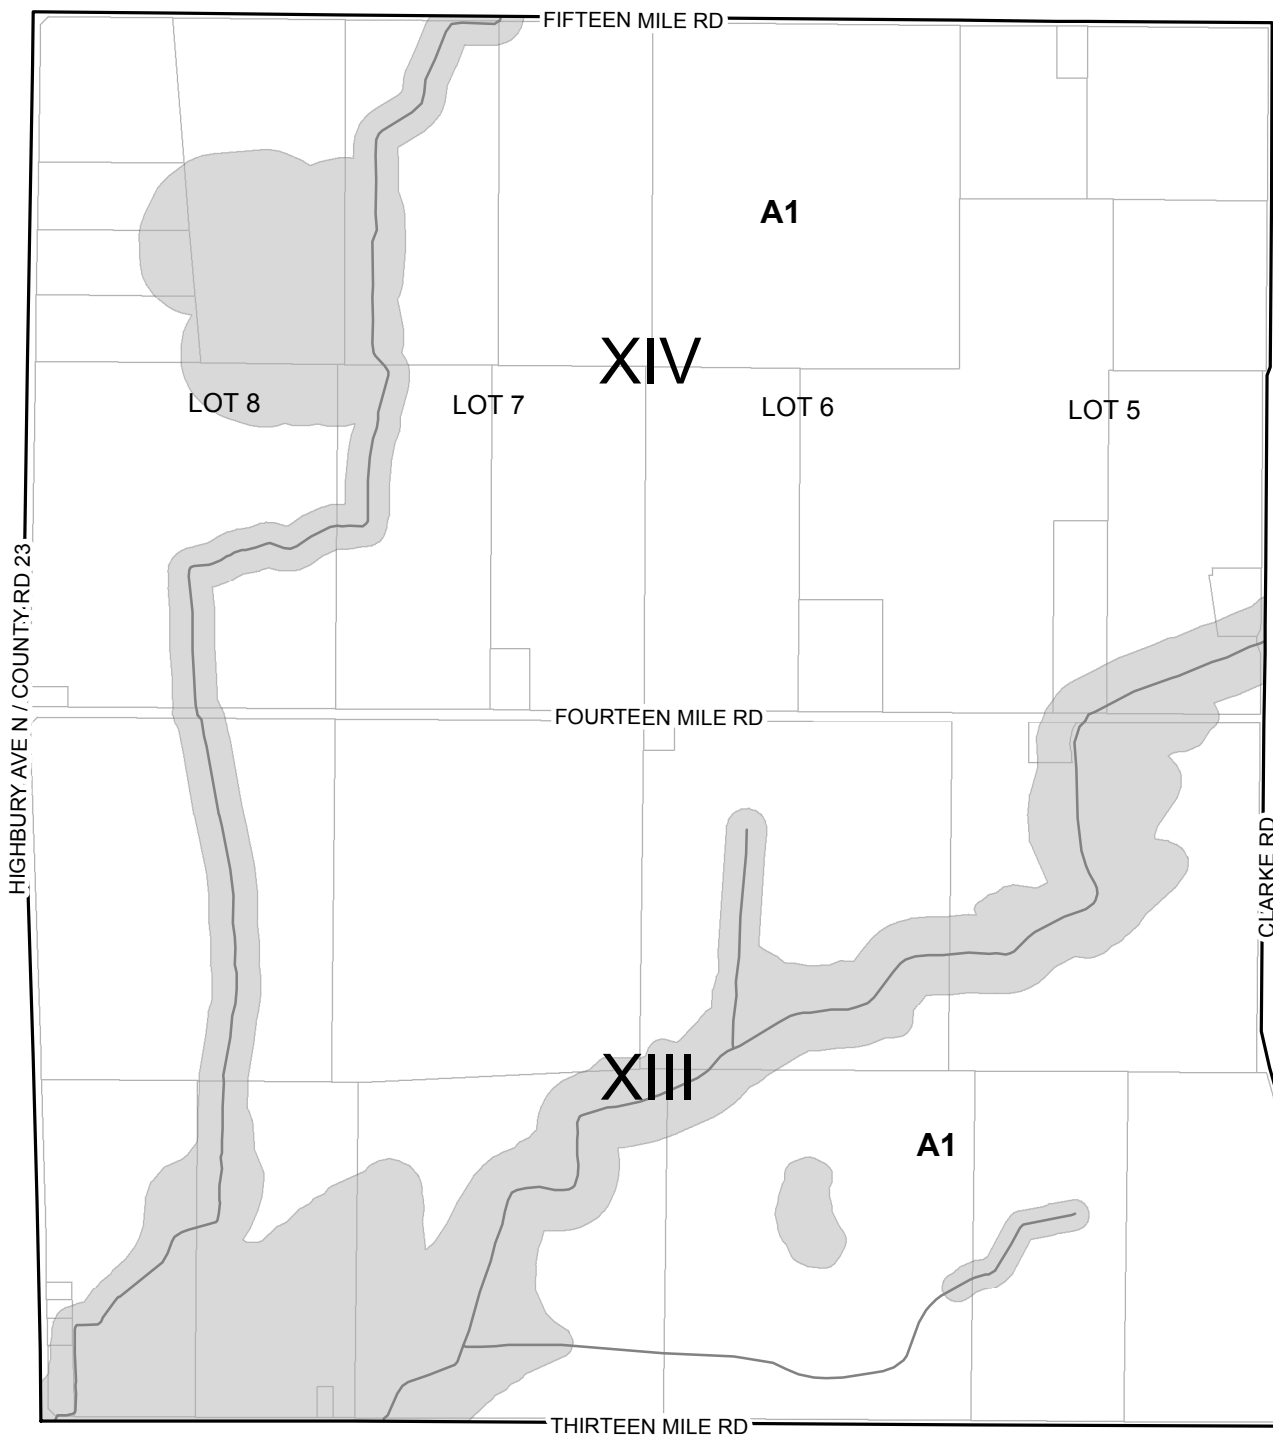 FIFTEEN MILE RD
A1
XIV
LOT 8
LOT 7
LOT 6
LOT 5
HIGHBURY AVE N / COUNTY RD 23
FOURTEEN MILE RD
CLARKE RD
XIII
A1
THIRTEEN MILE RD